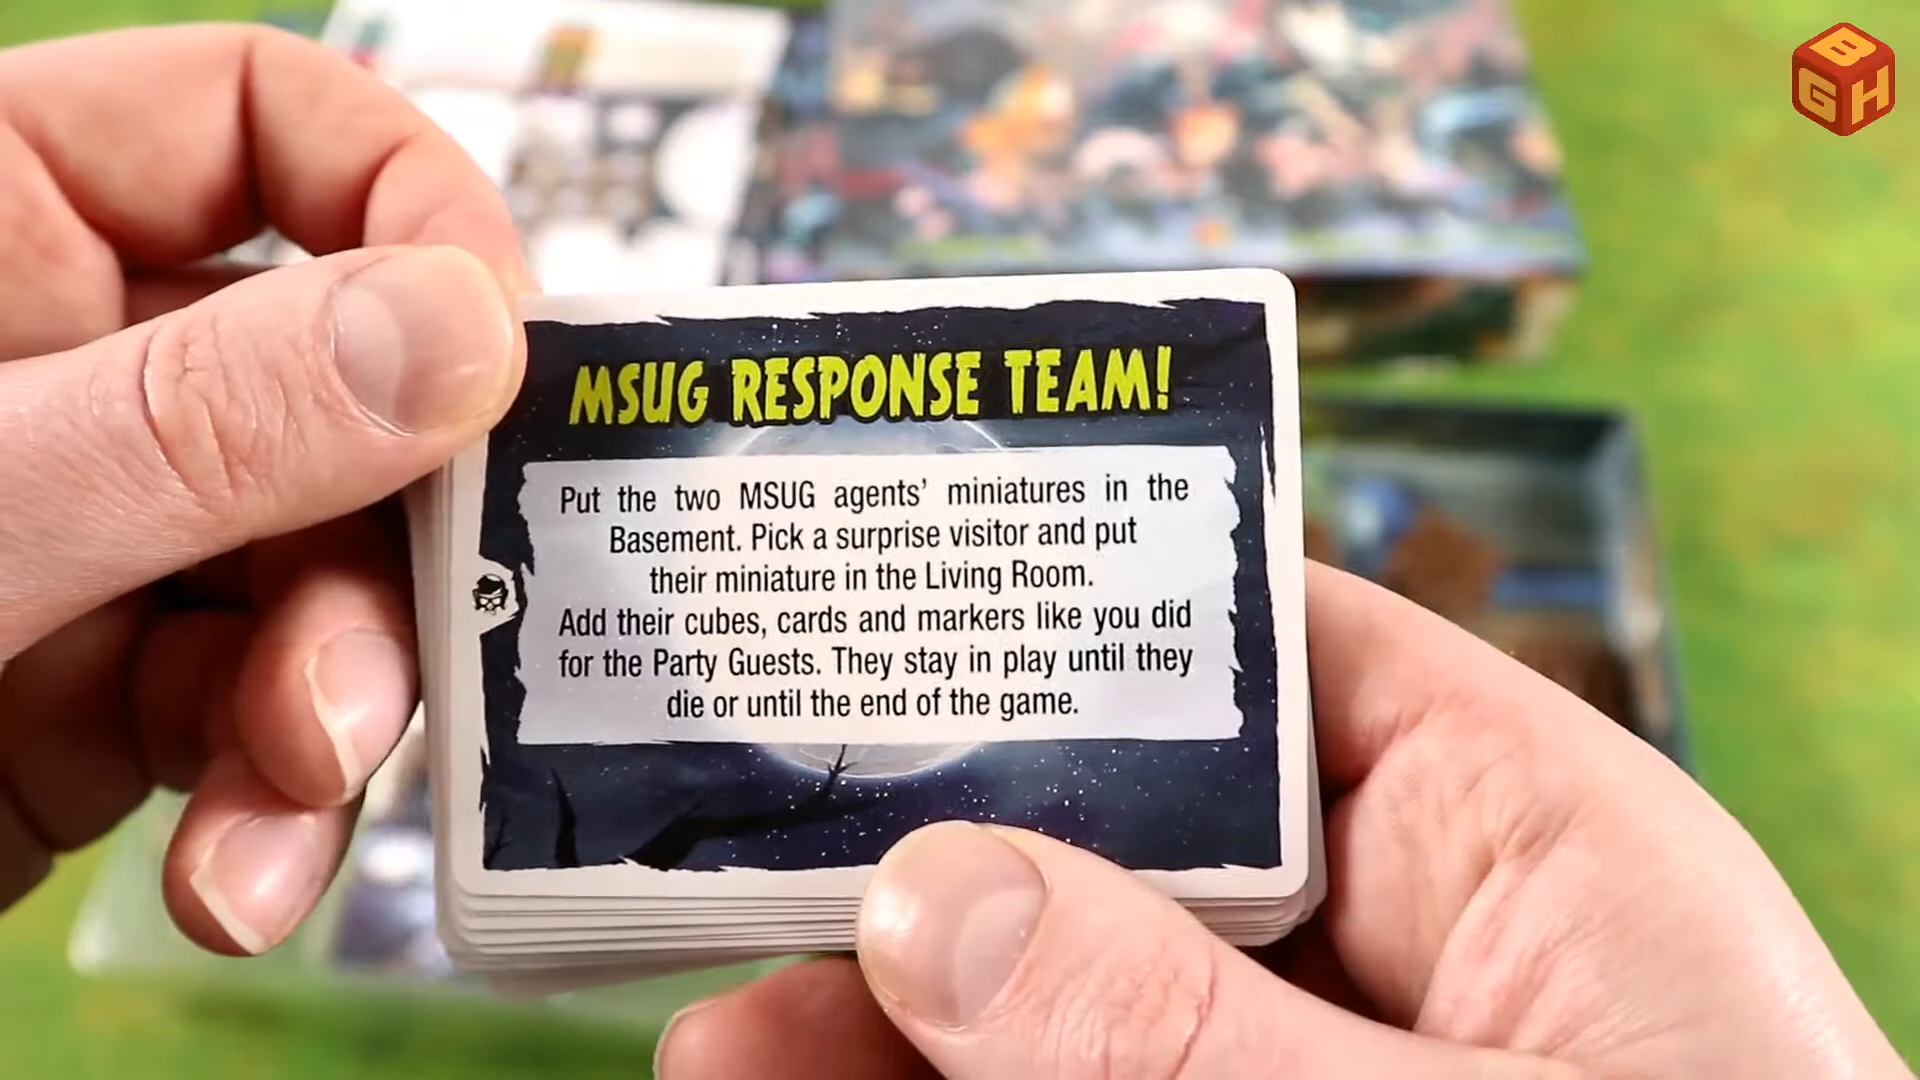 BGH
MSUG RESPONSE TEAM!
Put the two MSUG agents’ miniatures in the
Basement. Pick a surprise visitor and put
their miniature in the Living Room.
Add their cubes, cards and markers like you did
for the Party Guests. They stay in play until they
die or until the end of the game.